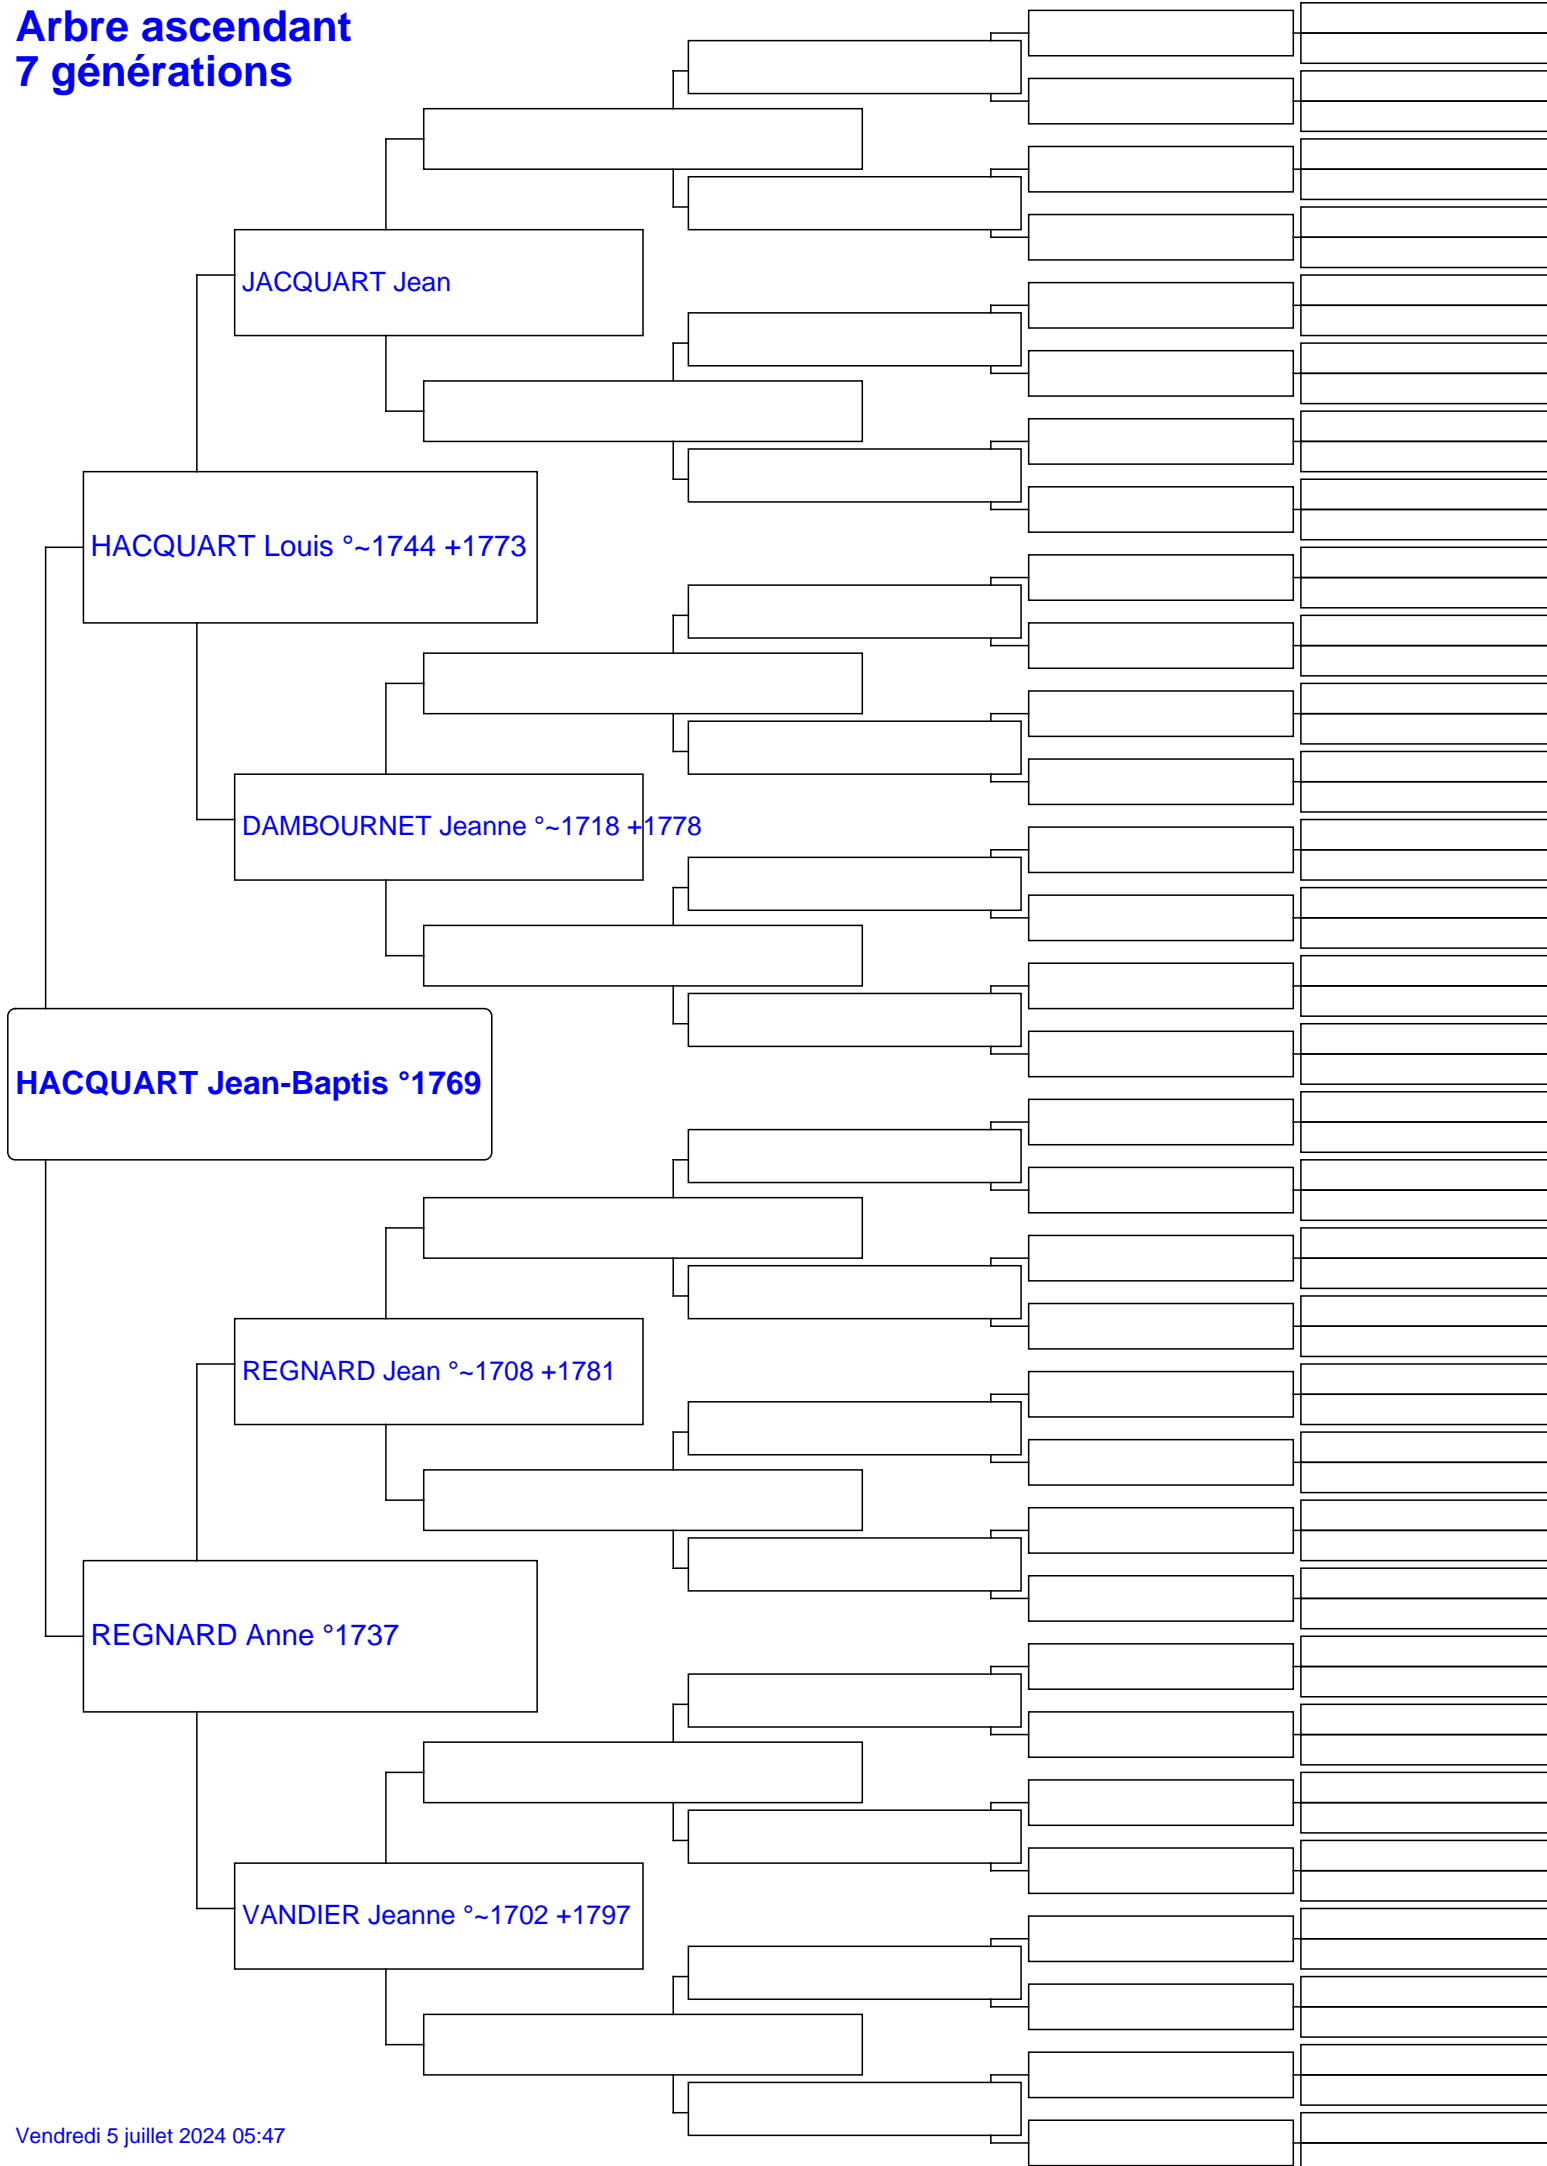 Arbre ascendant
7 générations
JACQUART Jean
HACQUART Louis °~1744 +1773
DAMBOURNET Jeanne °~1718 +1778
HACQUART Jean-Baptis °1769
REGNARD Jean °~1708 +1781
REGNARD Anne °1737
VANDIER Jeanne °~1702 +1797
Vendredi 5 juillet 2024 05:47